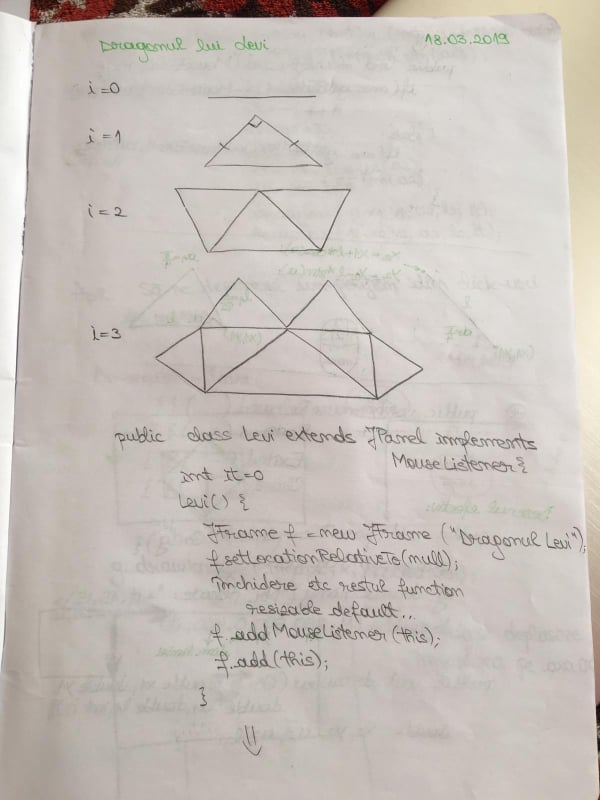 Dragonul lui Levi 18.03.2019
i=0
i=1
i=2
i=3
public class Levi extends JPanel implements
MouseListener {
int it=0
Levi() {
JFrame f =new JFrame ("Dragonul Levi");
f.setLocationRelativeTo(null);
închidere etc restul function
resizable default...
f.addMouseListener(this);
f.add(this);
}